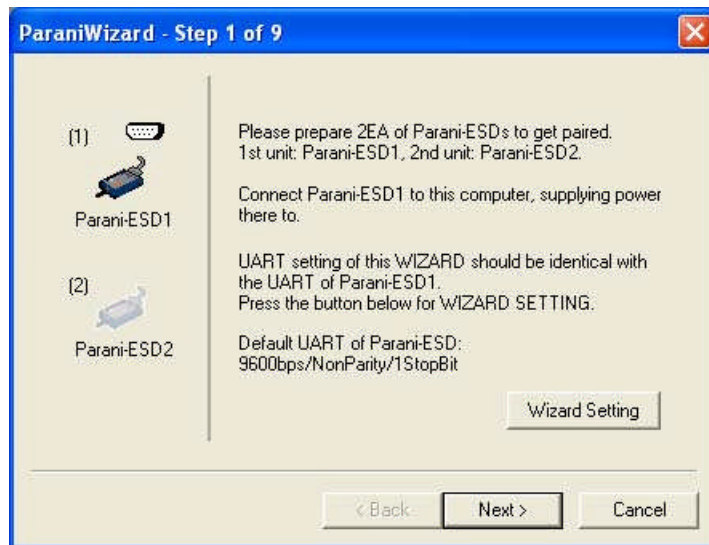 ParaniWizard - Step 1 of 9
(1)
Parani-ESD1
(2)
Parani-ESD2
Please prepare 2EA of Parani-ESDs to get paired.
1st unit: Parani-ESD1, 2nd unit: Parani-ESD2.
Connect Parani-ESD1 to this computer, supplying power
there to.
UART setting of this WIZARD should be identical with
the UART of Parani-ESD1.
Press the button below for WIZARD SETTING.
Default UART of Parani-ESD:
9600bps/NonParity/1StopBit
Wizard Setting
< Back
Next >
Cancel